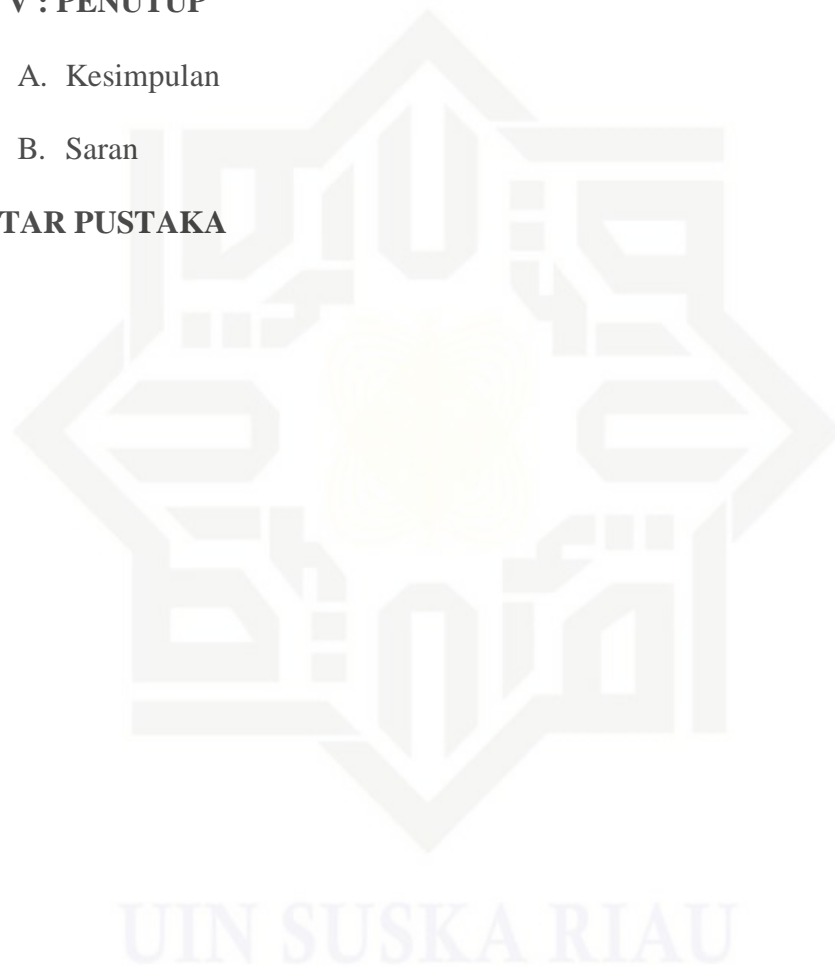 V : PENUTUP
A. Kesimpulan
B. Saran
TAR PUSTAKA
UIN SUSKA RIAU